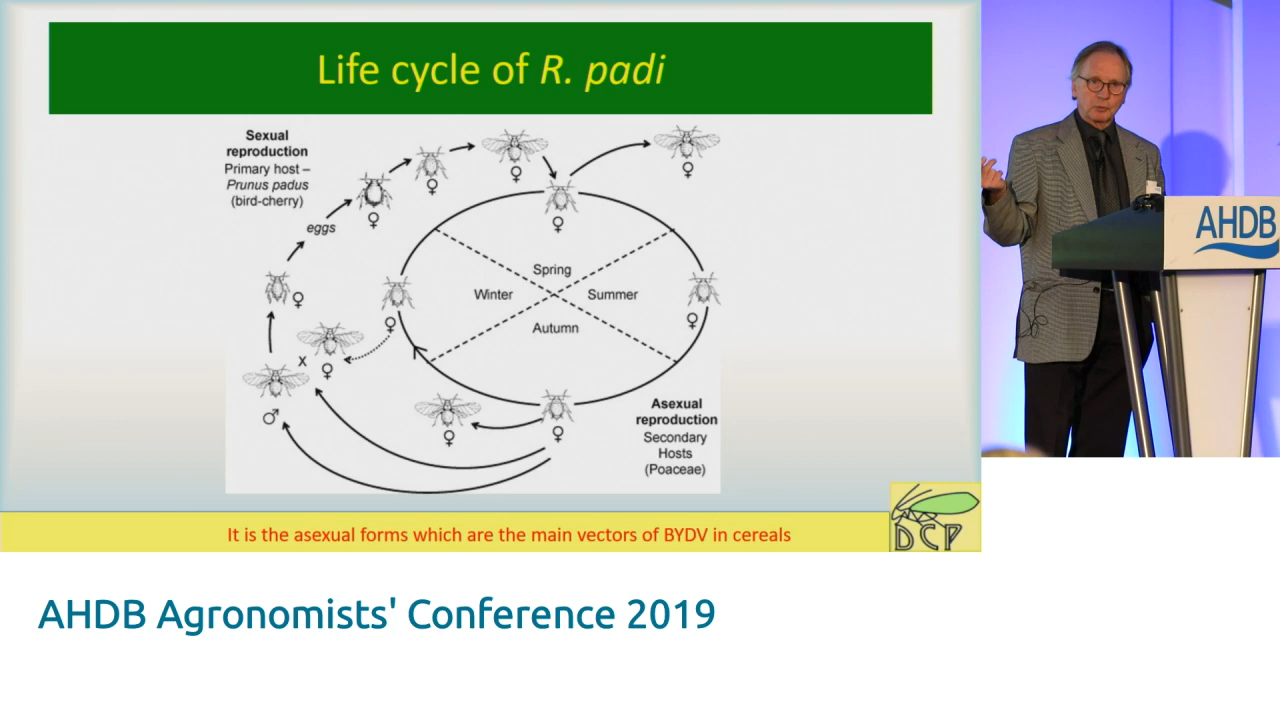 Life cycle of R. padi
Sexual
reproduction
Primary host –
Prunus padus
(bird-cherry)
eggs
♀
♀
♀
♀
♀
♀
♀
♀
♀
x
♀
♂
♀
♀
Spring
Winter
Summer
Autumn
Asexual
reproduction
Secondary
Hosts
(Poaceae)
It is the asexual forms which are the main vectors of BYDV in cereals
DCP
AHDB
AHDB Agronomists' Conference 2019